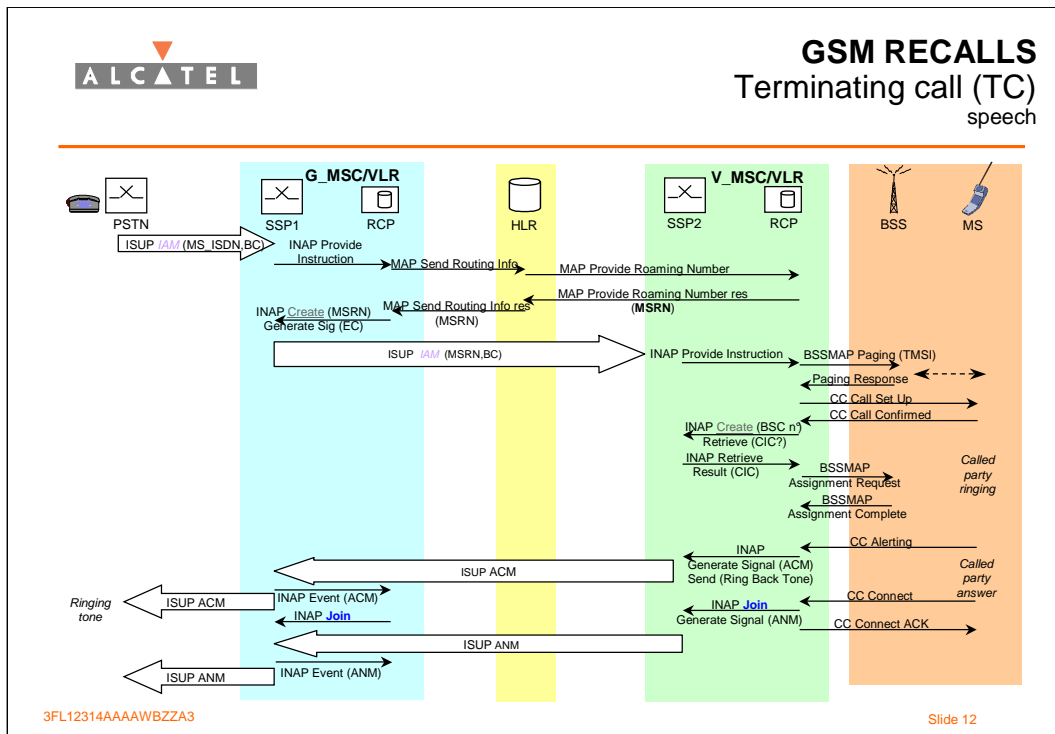 ALCATEL
GSM RECALLS
Terminating call (TC)
speech
G_MSC/VLR
V_MSC/VLR
PSTN
SSP1
RCP
HLR
SSP2
RCP
BSS
MS
ISUP IAM (MS_ISDN,BC)
INAP Provide
Instruction
MAP Send Routing Info
MAP Provide Roaming Number
MAP Provide Roaming Number res
(MSRN)
MAP Send Routing Info res
(MSRN)
INAP Create (MSRN)
Generate Sig (EC)
ISUP IAM (MSRN,BC)
INAP Provide Instruction
BSSMAP Paging (TMSI)
Paging Response
CC Call Set Up
CC Call Confirmed
INAP Create (BSC n°)
Retrieve (CIC?)
INAP Retrieve
Result (CIC)
BSSMAP
Assignment Request
Called
party
ringing
BSSMAP
Assignment Complete
CC Alerting
INAP
Generate Signal (ACM)
Send (Ring Back Tone)
ISUP ACM
Called
party
answer
INAP Event (ACM)
ISUP ACM
Ringing
tone
CC Connect
INAP Join
INAP Join
Generate Signal (ANM)
CC Connect ACK
ISUP ANM
INAP Event (ANM)
ISUP ANM
3FL12314AAAAWBZZA3
Slide 12